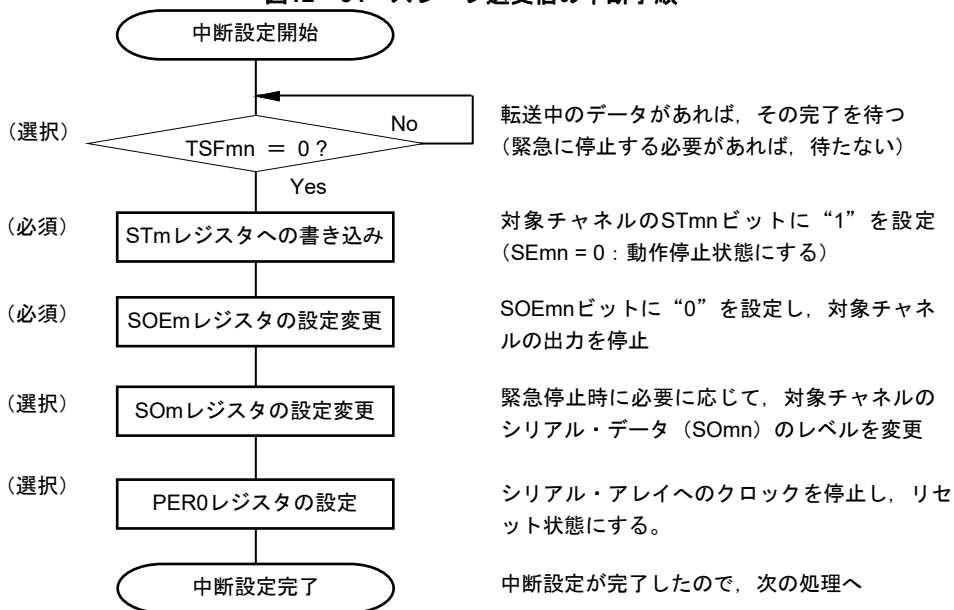 中断設定開始
(選択)
TSFmn = 0?
No
Yes
転送中のデータがあれば,その完了を待つ
(緊急に停止する必要があれば,待たない)
(必須)
STmレジスタへの書き込み
対象チャネルのSTmnビットに“1”を設定
(SEmn = 0:動作停止状態にする)
(必須)
SOEmレジスタの設定変更
SOEmnビットに“0”を設定し,対象チャネ
ルの出力を停止
(選択)
SOmレジスタの設定変更
緊急停止時に必要に応じて,対象チャネルの
シリアル・データ(SOmn)のレベルを変更
(選択)
PER0レジスタの設定
シリアル・アレイへのクロックを停止し,リセ
ット状態にする。
中断設定完了
中断設定が完了したので,次の処理へ